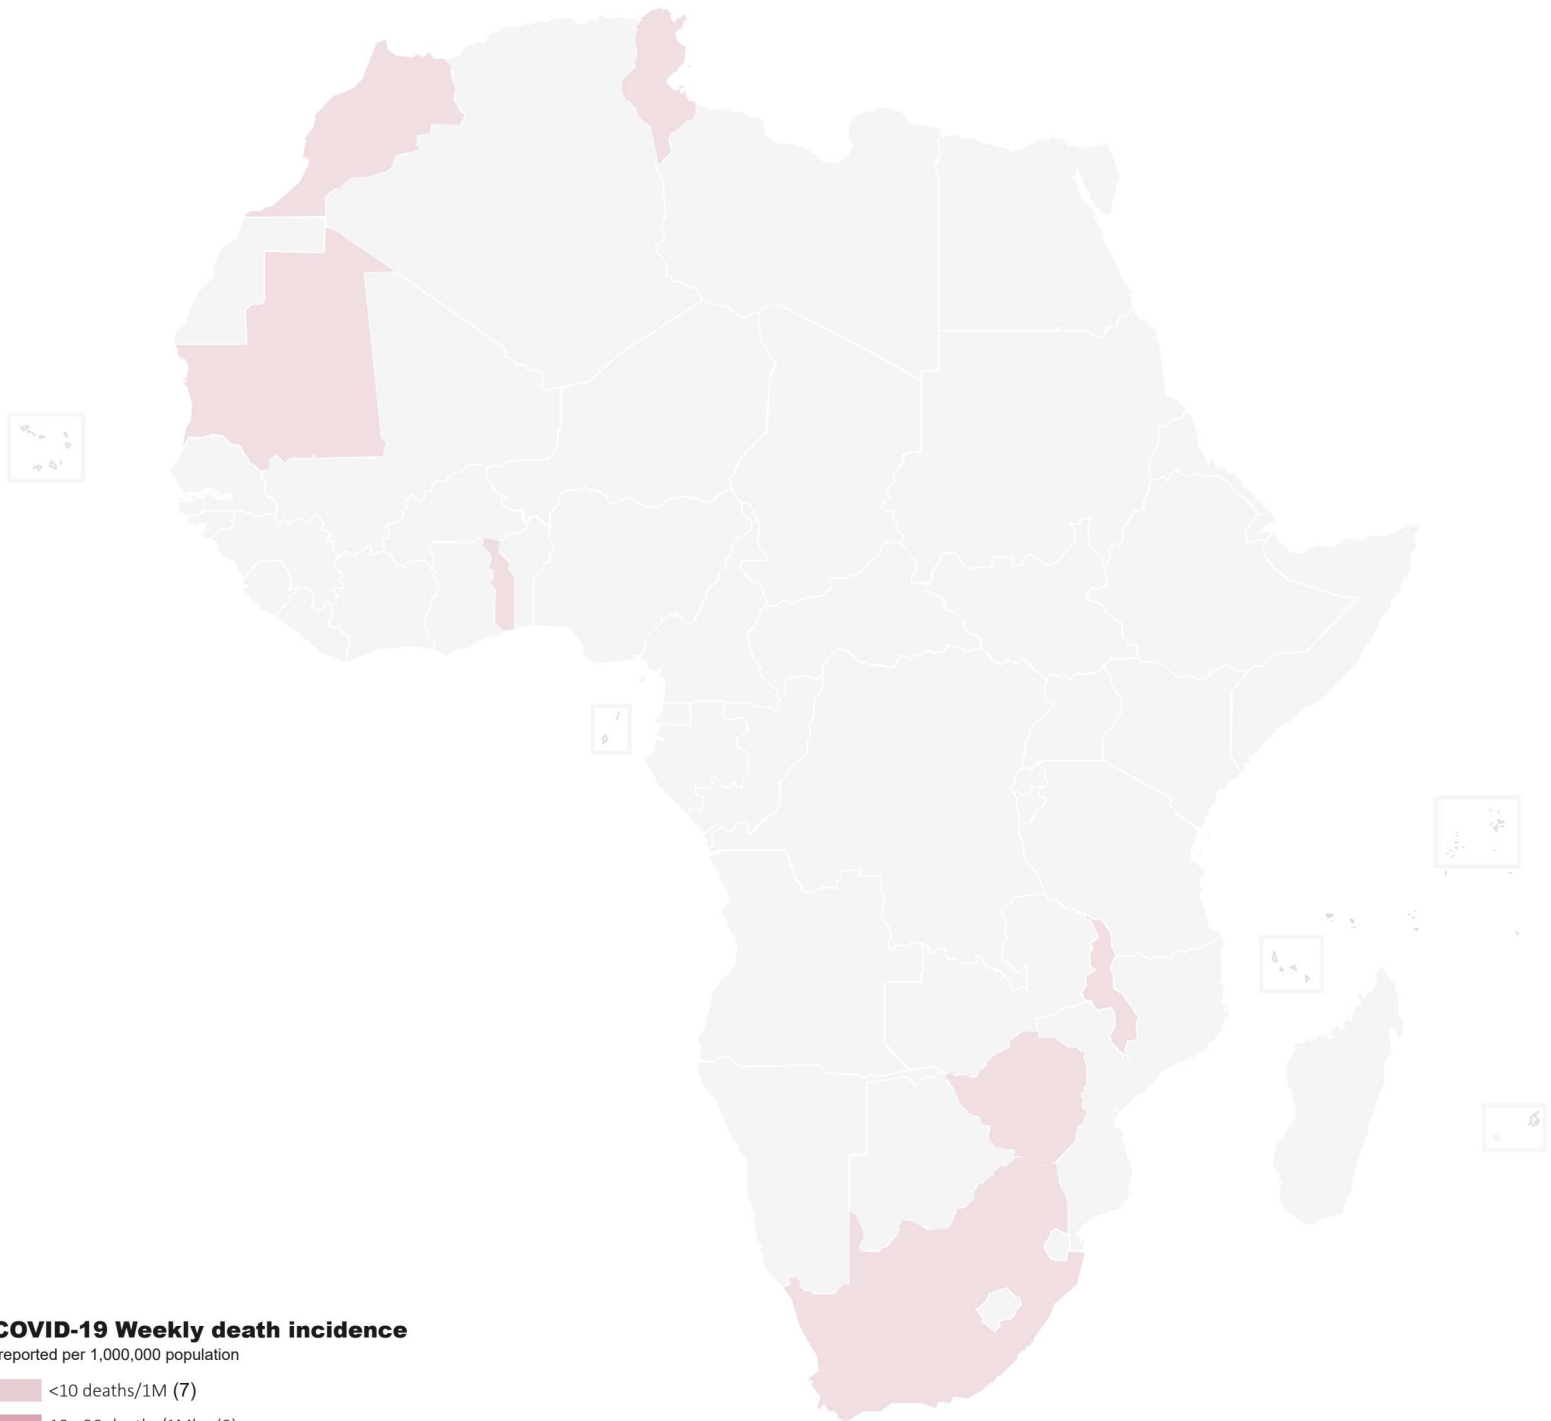 COVID-19 Weekly death incidence
reported per 1,000,000 population
<10 deaths/1M (7)